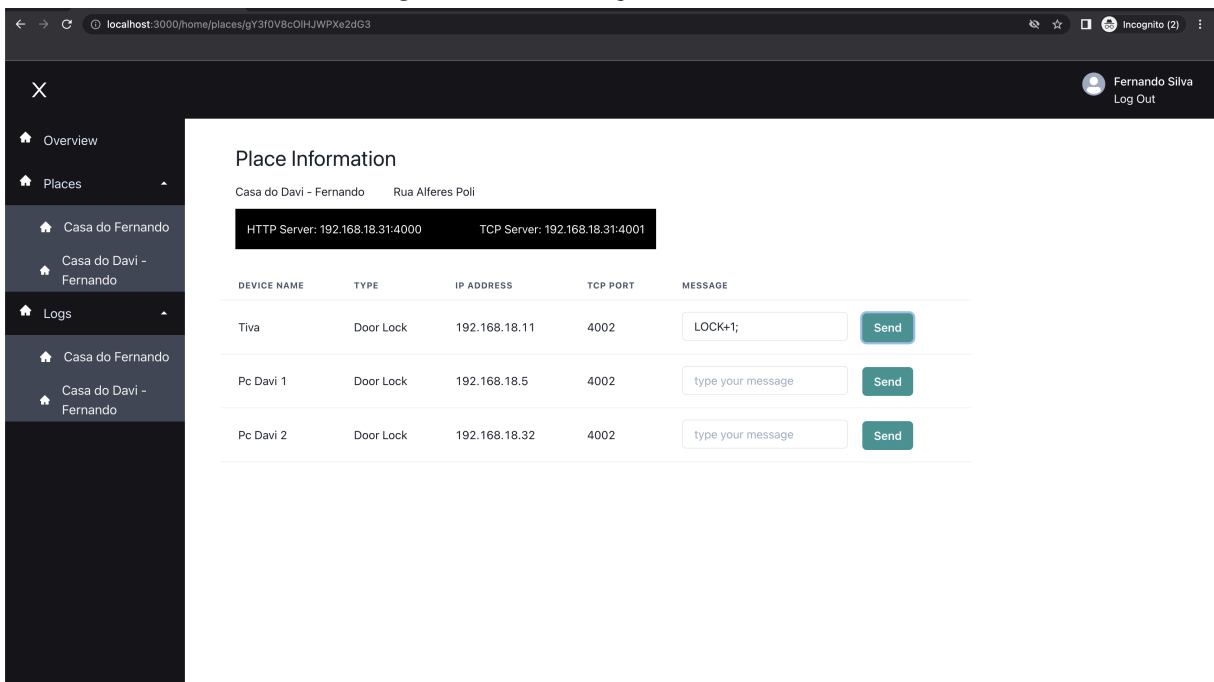 localhost:3000/home/places/gY3f0V8cOlHJWPXe2dG3
Incognito (2)
X
Fernando Silva
Log Out
Overview
Places
Casa do Fernando
Casa do Davi -
Fernando
Logs
Casa do Fernando
Casa do Davi -
Fernando
Place Information
Casa do Davi - Fernando Rua Alferes Poli
HTTP Server: 192.168.18.31:4000 TCP Server: 192.168.18.31:4001
DEVICE NAME TYPE IP ADDRESS TCP PORT MESSAGE
Tiva Door Lock 192.168.18.11 4002 LOCK+1; Send
Pc Davi 1 Door Lock 192.168.18.5 4002 type your message Send
Pc Davi 2 Door Lock 192.168.18.32 4002 type your message Send